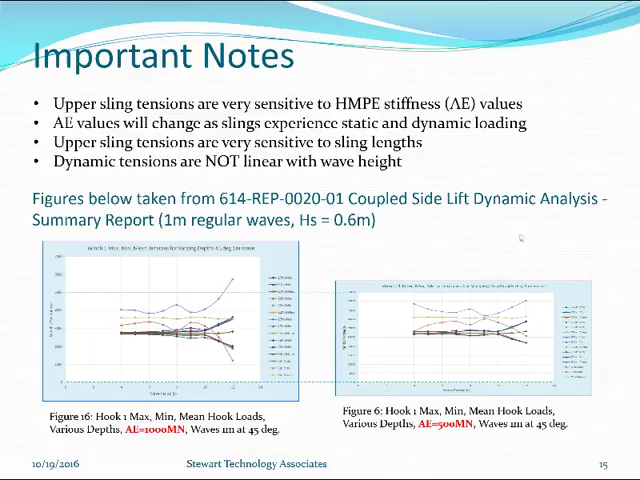 Important Notes
• Upper sling tensions are very sensitive to HMPE stiffness (AE) values
• AE values will change as slings experience static and dynamic loading
• Upper sling tensions are very sensitive to sling lengths
• Dynamic tensions are NOT linear with wave height
Figures below taken from 614-REP-0020-01 Coupled Side Lift Dynamic Analysis -
Summary Report (1m regular waves, Hs = 0.6m)
Figure 16: Hook 1 Max, Min, Mean Hook Loads,
Various Depths, AE=1000MN, Waves 1m at 45 deg.
Figure 6: Hook 1 Max, Min, Mean Hook Loads,
Various Depths, AE=500MN, Waves 1m at 45 deg.
10/19/2016
Stewart Technology Associates
15